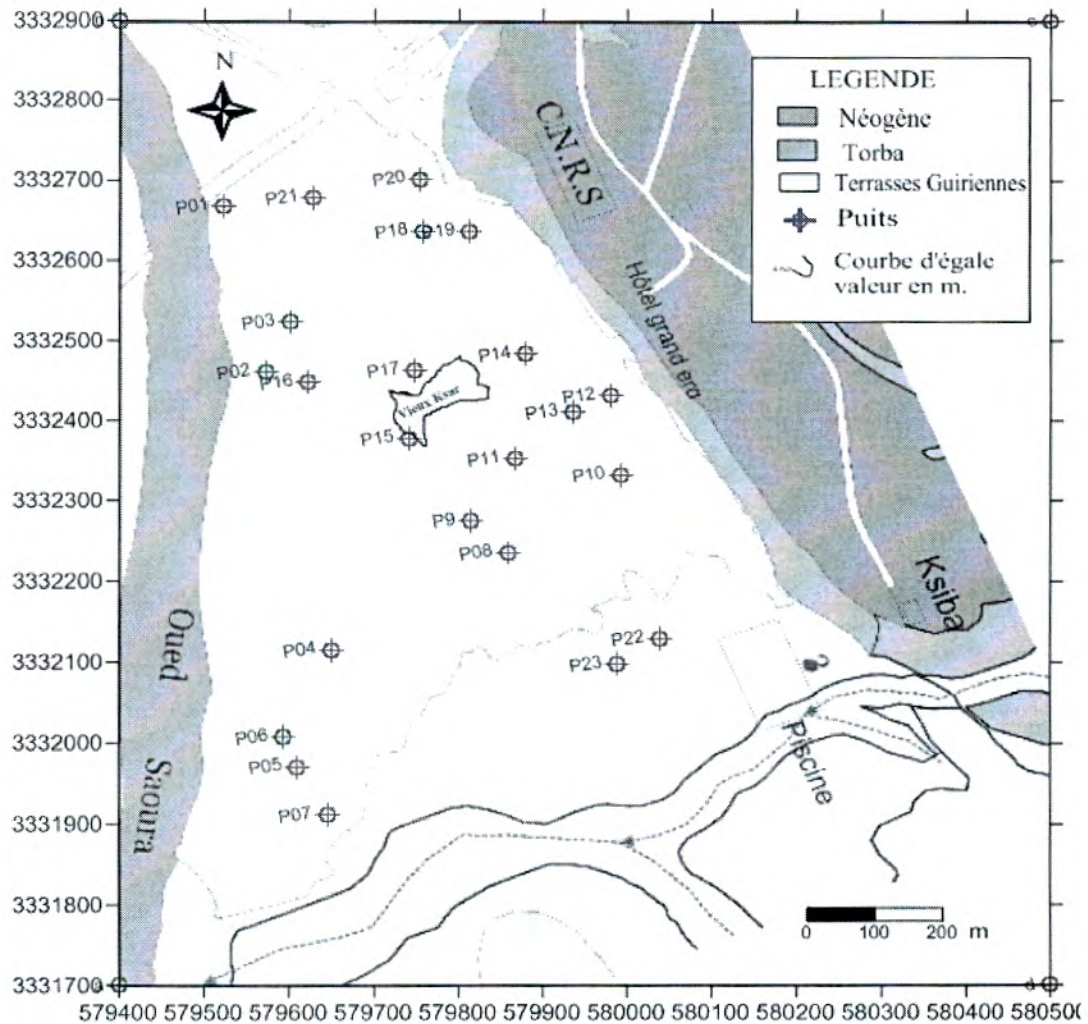 3332900
3332800
3332700
3332600
3332500
3332400
3332300
3332200
3332100
3332000
3331900
3331800
3331700
579400 579500 579600 579700 579800 579900 580000 580100 580200 580300 580400
N
LEGENDE
Néogène
Torba
Terrasses Guiriennes
Puits
Courbe d'égale
valeur en m.
C.N.R.S
Hôtel grand erg
Vieux Ksar
Ksiba
Piscine
Oued
Saoura
P20
P21
P01
P18
P03
P02
P16
P17
P14
P12
P13
P15
P11
P10
P9
P08
P04
P22
P23
P06
P05
P07
0 100 200 m